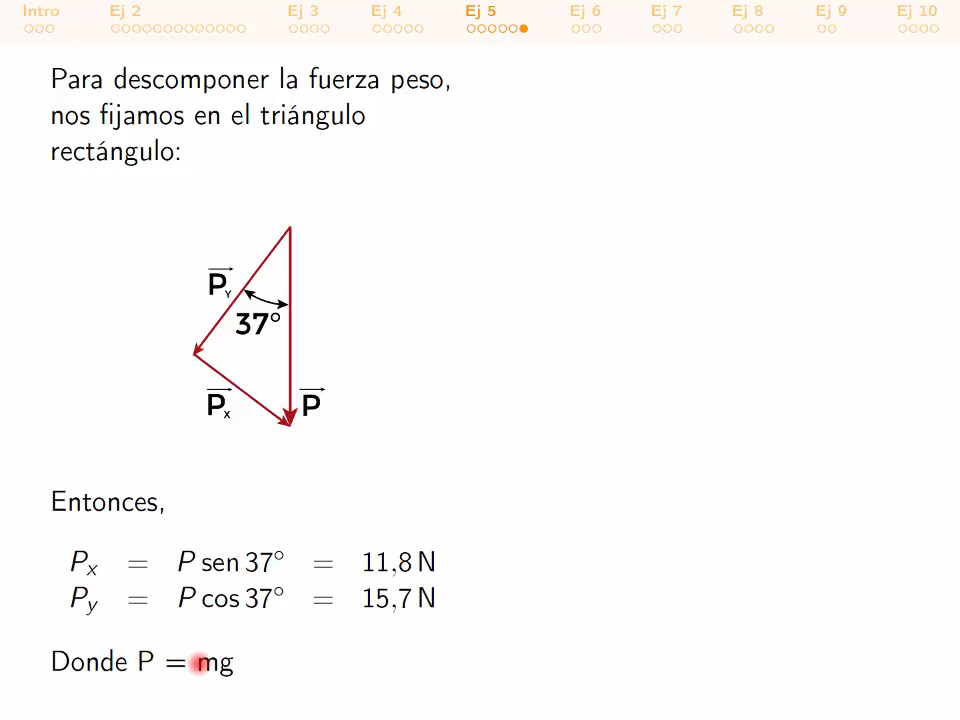 Intro Ej 2 Ej 3 Ej 4 Ej 5 Ej 6 Ej 7 Ej 8 Ej 9 Ej 10
Para descomponer la fuerza peso,
nos fijamos en el triángulo
rectángulo:
P_Y
37°
P_X
P
Entonces,
P_x = P sen 37° = 11,8 N
P_y = P cos 37° = 15,7 N
Donde P = mg